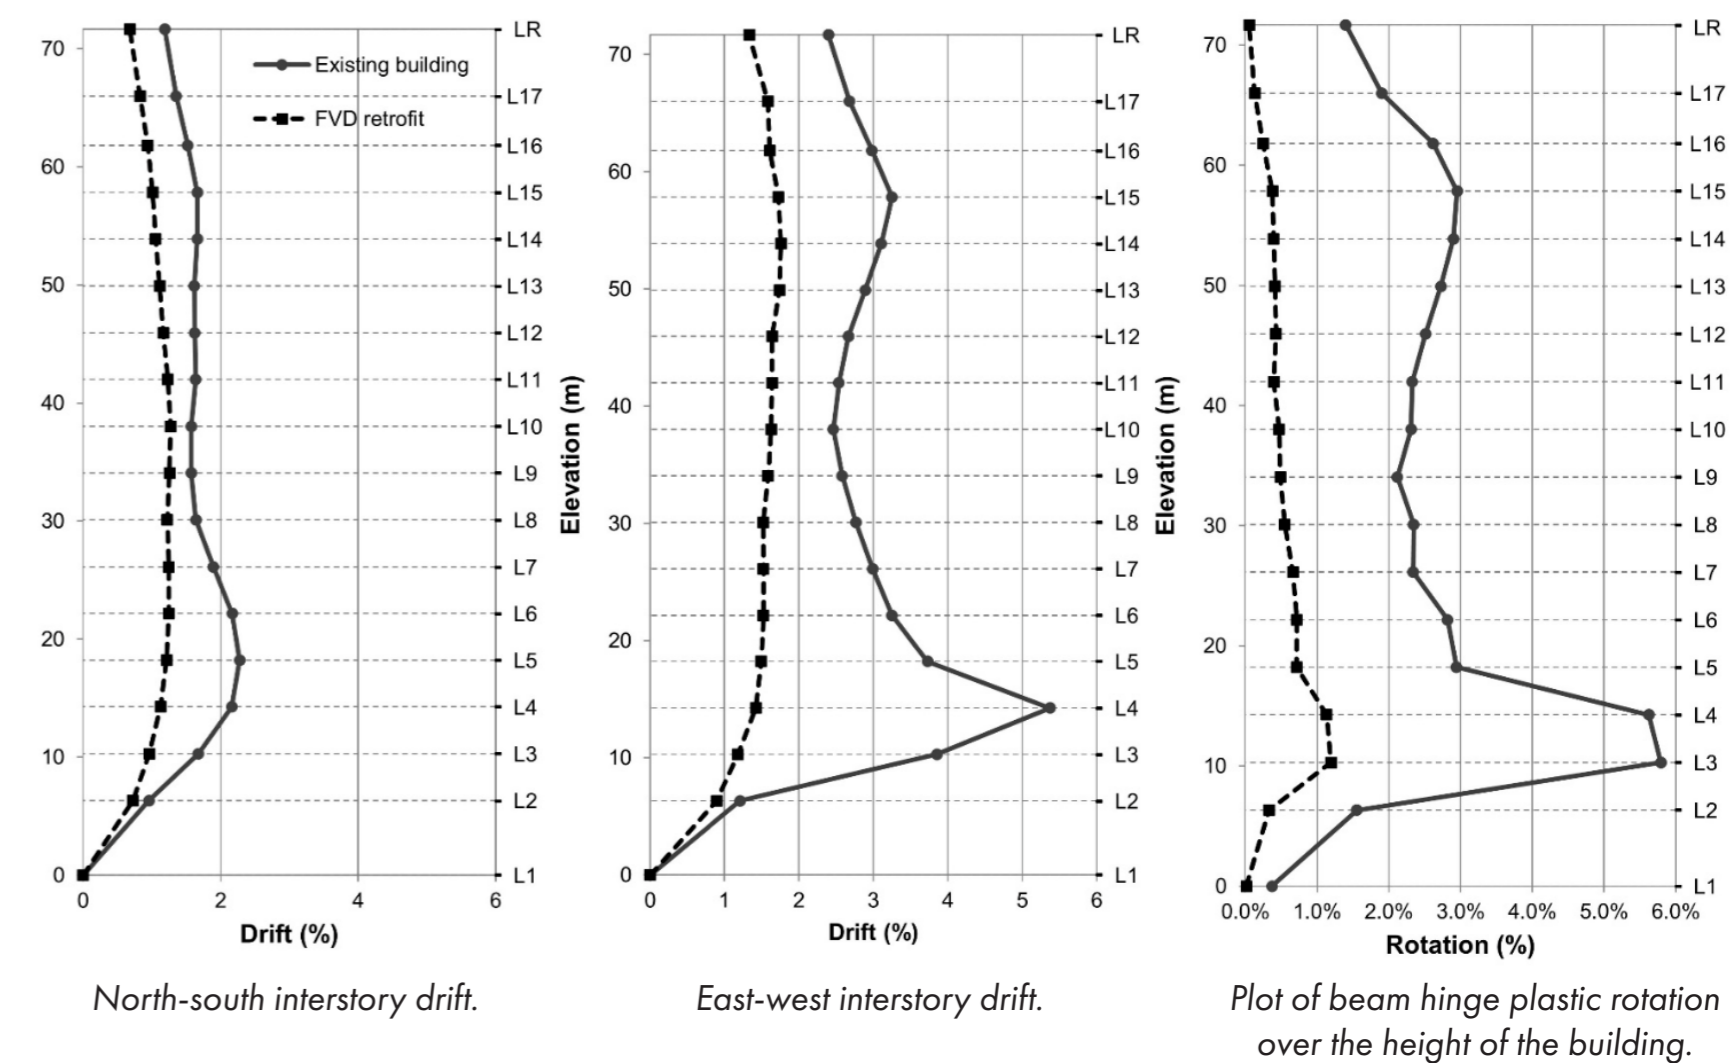 70
60
50
40
30
20
10
0
Existing building
FVD retrofit
LR
L17
L16
L15
L14
L13
L12
L11
L10
L9
L8
L7
L6
L5
L4
L3
L2
L1
0
2
4
6
Drift (%)
North-south interstory drift.
Elevation (m)
70
60
50
40
30
20
10
0
LR
L17
L16
L15
L14
L13
L12
L11
L10
L9
L8
L7
L6
L5
L4
L3
L2
L1
0
1
2
3
4
5
6
Drift (%)
East-west interstory drift.
Elevation (m)
70
60
50
40
30
20
10
0
LR
L17
L16
L15
L14
L13
L12
L11
L10
L9
L8
L7
L6
L5
L4
L3
L2
L1
0.0%
1.0%
2.0%
3.0%
4.0%
5.0%
6.0%
Rotation (%)
Plot of beam hinge plastic rotation
over the height of the building.